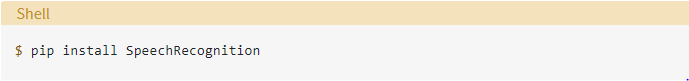 Shell
$ pip install SpeechRecognition
.